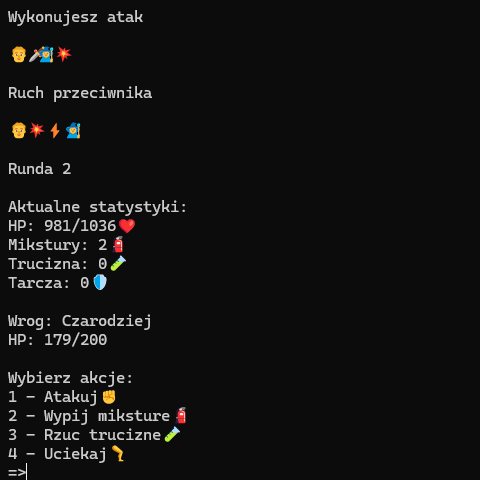 Wykonujesz atak
Ruch przeciwnika
Runda 2
Aktualne statystyki:
HP: 981/1036
Mikstury: 2
Trucizna: 0
Tarcza: 0
Wrog: Czarodziej
HP: 179/200
Wybierz akcje:
1 - Atakuj
2 - Wypij miksture
3 - Rzuc trucizne
4 - Uciekaj
=>